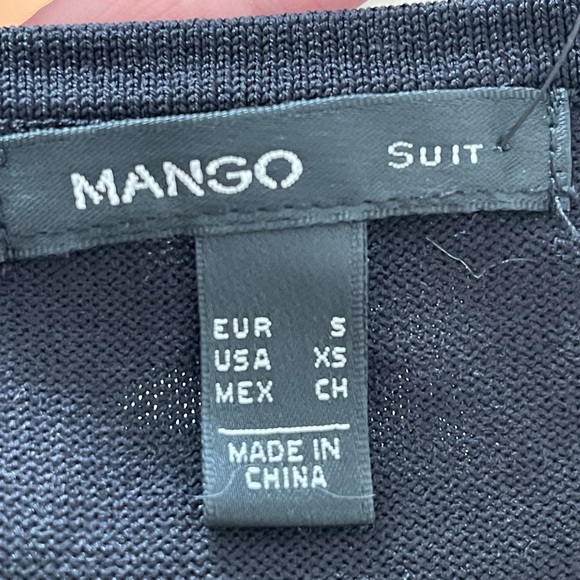 MANGO SUIT
EUR S
USA XS
MEX CH
MADE IN
CHINA